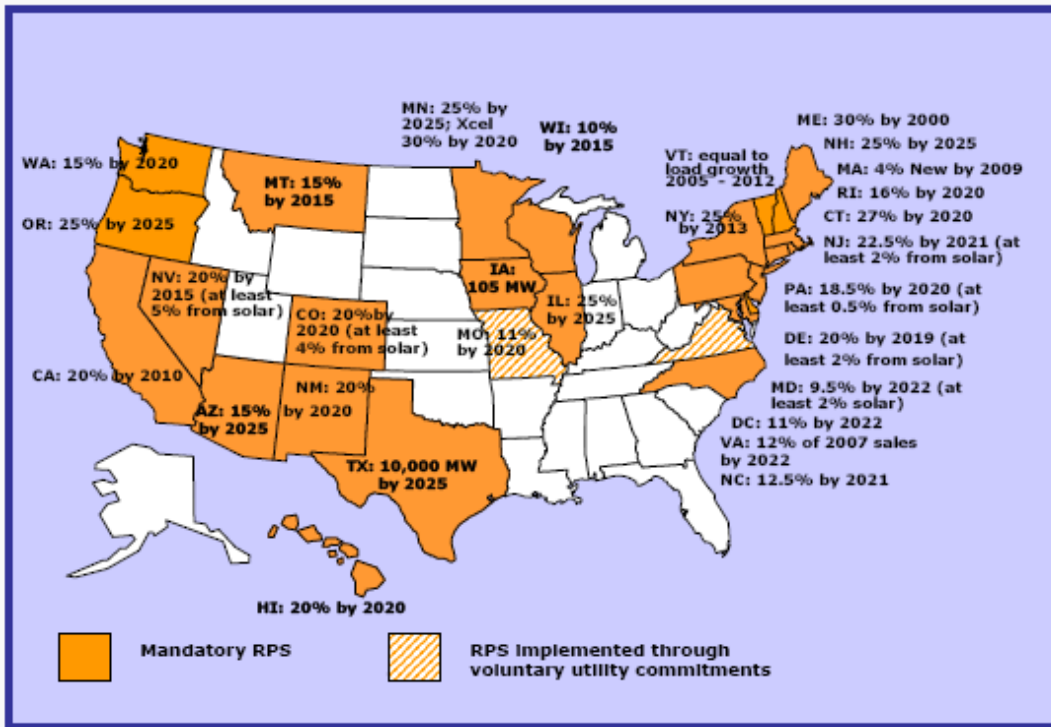 MN: 25% by
2025; Xcel
30% by 2020
WI: 10%
by 2015
ME: 30% by 2000
NH: 25% by 2025
VT: equal to
load growth
2005 - 2012
MA: 4% New by 2009
WA: 15% by 2020
MT: 15%
by 2015
RI: 16% by 2020
OR: 25% by 2025
NY: 25%
by 2013
CT: 27% by 2020
NJ: 22.5% by 2021 (at
least 2% from solar)
NV: 20% by
2015 (at least
5% from solar)
IA:
105 MW
CO: 20%by
2020 (at least
4% from solar)
IL: 25%
by 2025
PA: 18.5% by 2020 (at
least 0.5% from solar)
MO: 11%
by 2020
DE: 20% by 2019 (at
least 2% from solar)
CA: 20% by 2010
NM: 20%
by 2020
MD: 9.5% by 2022 (at
least 2% solar)
AZ: 15%
by 2025
DC: 11% by 2022
VA: 12% of 2007 sales
by 2022
TX: 10,000 MW
by 2025
NC: 12.5% by 2021
HI: 20% by 2020
Mandatory RPS
RPS Implemented through
voluntary utility commitments